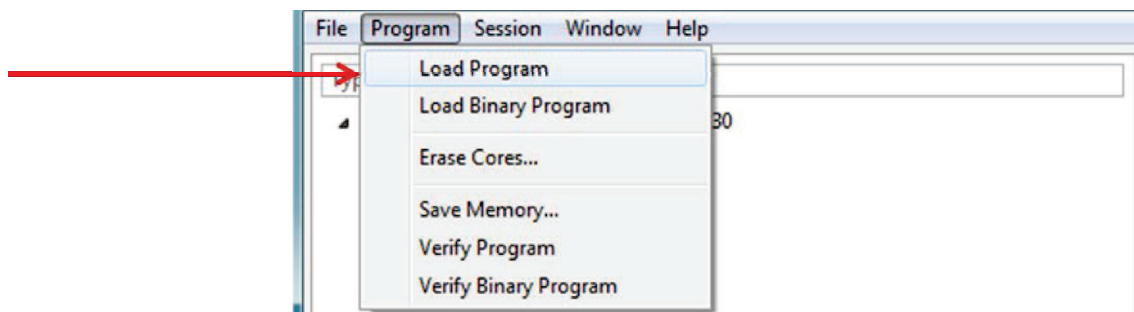 File Program Session Window Help
Load Program
Load Binary Program
30
Erase Cores...
Save Memory...
Verify Program
Verify Binary Program